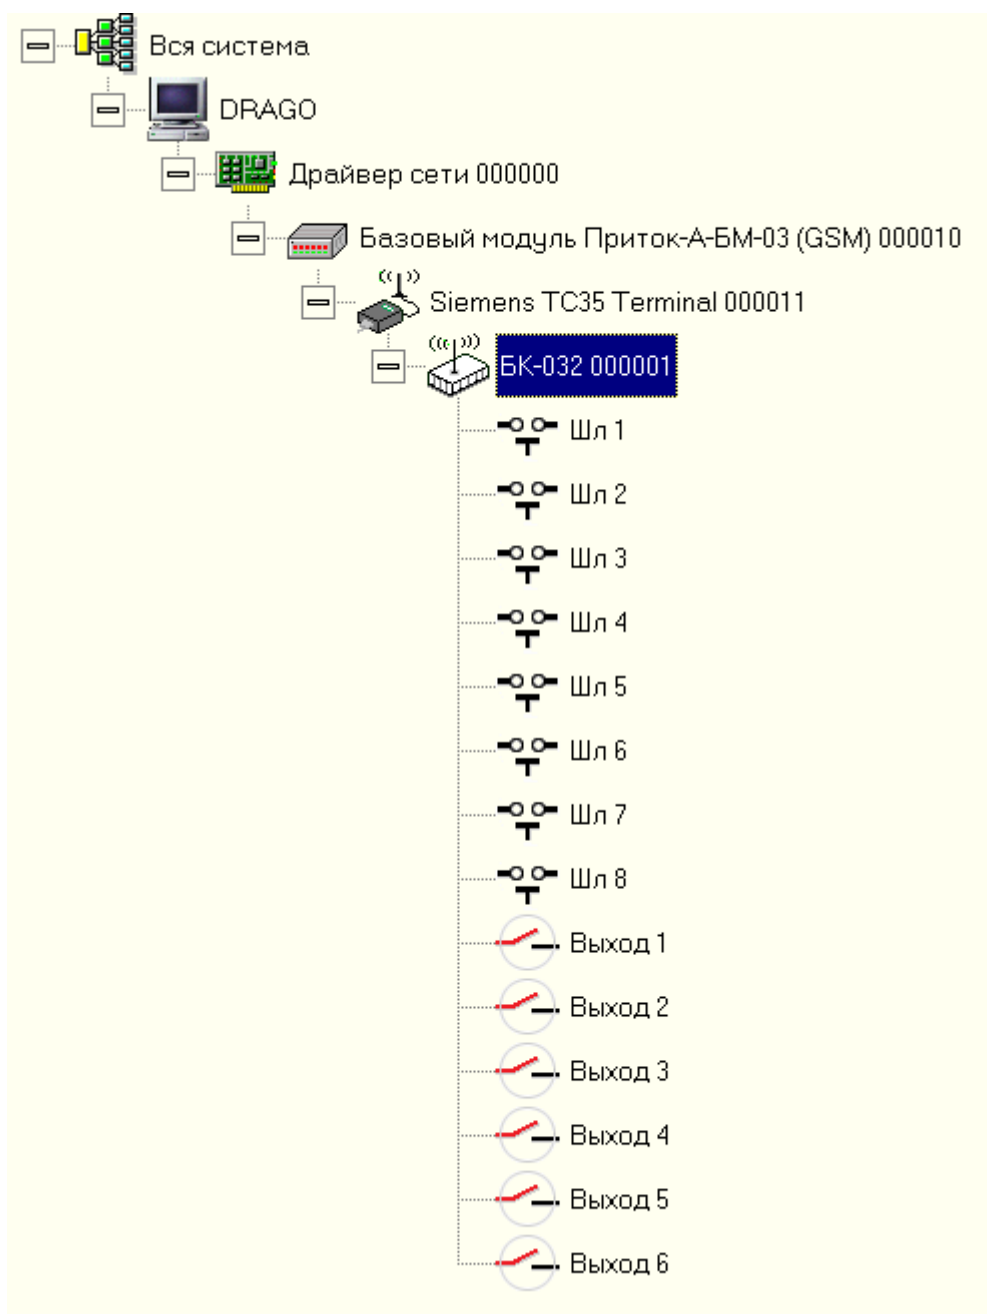 Вся система
DRAGO
Драйвер сети 000000
Базовый модуль Приток-А-БМ-03 (GSM) 000010
Siemens TC35 Terminal 000011
БК-032 000001
Шл 1
Шл 2
Шл 3
Шл 4
Шл 5
Шл 6
Шл 7
Шл 8
Выход 1
Выход 2
Выход 3
Выход 4
Выход 5
Выход 6